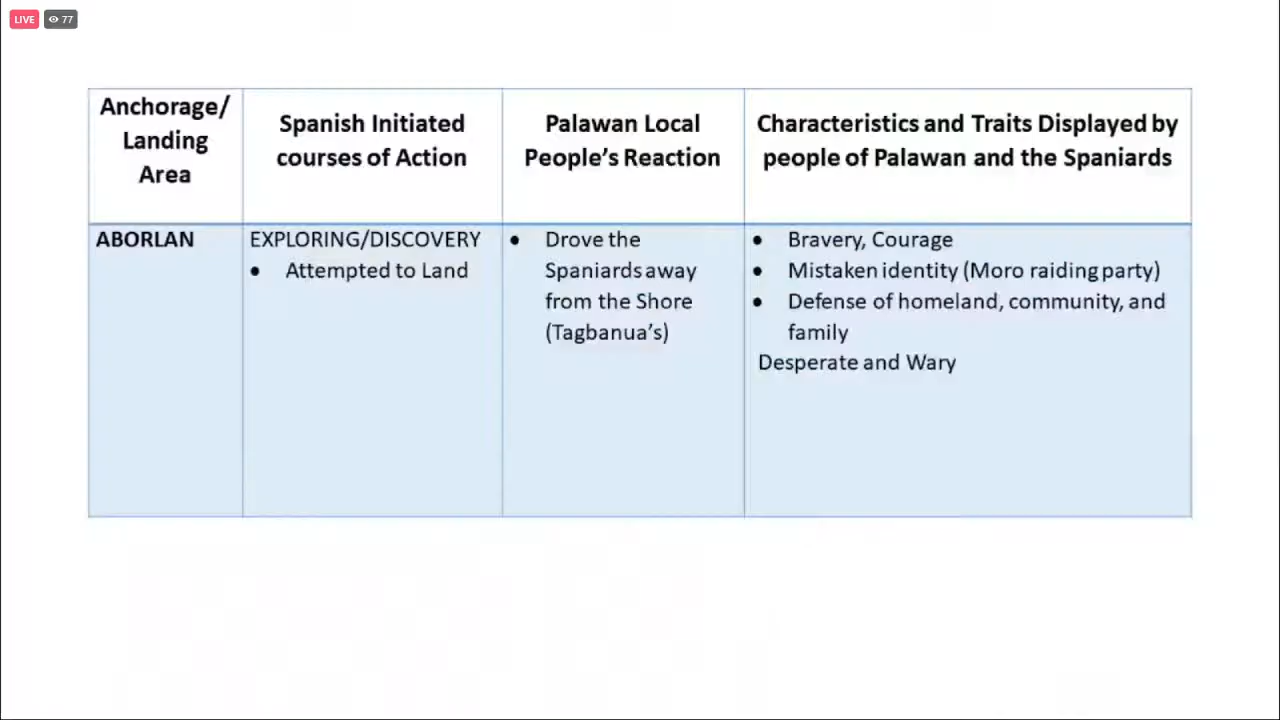 LIVE 77
Anchorage/
Landing
Area
Spanish Initiated
courses of Action
Palawan Local
People's Reaction
Characteristics and Traits Displayed by
people of Palawan and the Spaniards
ABORLAN
EXPLORING/DISCOVERY
• Attempted to Land
• Drove the
Spaniards away
from the Shore
(Tagbanua's)
• Bravery, Courage
• Mistaken identity (Moro raiding party)
• Defense of homeland, community, and
family
Desperate and Wary